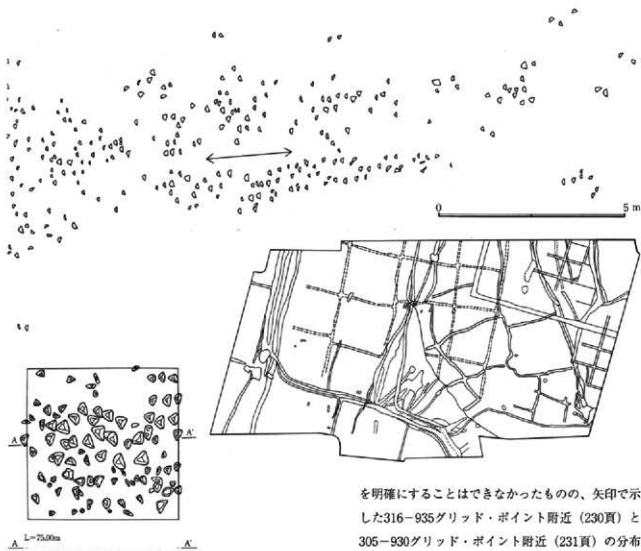 0 5 m
A A'
L=75.00m
A A'
を明確にすることはできなかったものの、矢印で示
した316-935グリッド・ポイント附近（230頁）と
305-930グリッド・ポイント附近（231頁）の分布